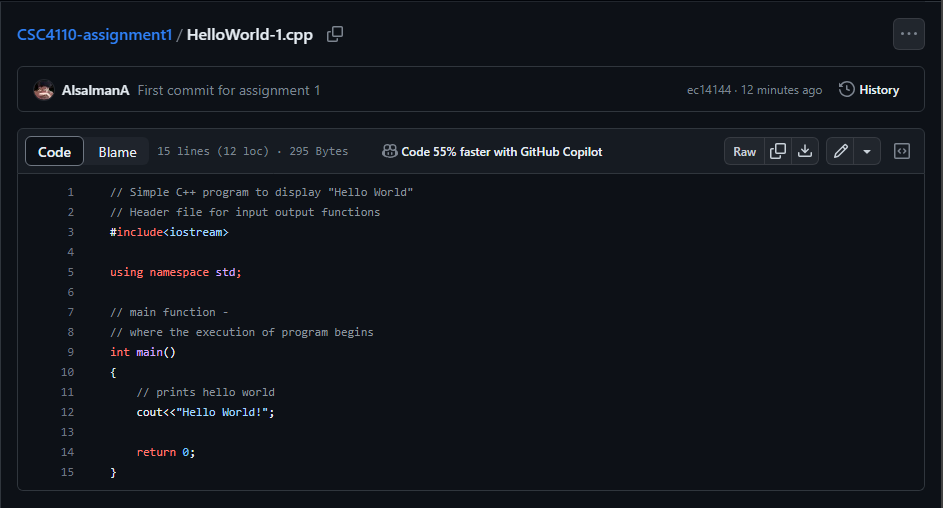 CSC4110-assignment1 / HelloWorld-1.cpp
AlsalmanA First commit for assignment 1 ec14144 · 12 minutes ago History
Code Blame 15 lines (12 loc) · 295 Bytes Code 55% faster with GitHub Copilot Raw
1 // Simple C++ program to display "Hello World"
2 // Header file for input output functions
3 #include<iostream>
4
5 using namespace std;
6
7 // main function -
8 // where the execution of program begins
9 int main()
10 {
11     // prints hello world
12     cout<<"Hello World!";
13
14     return 0;
15 }